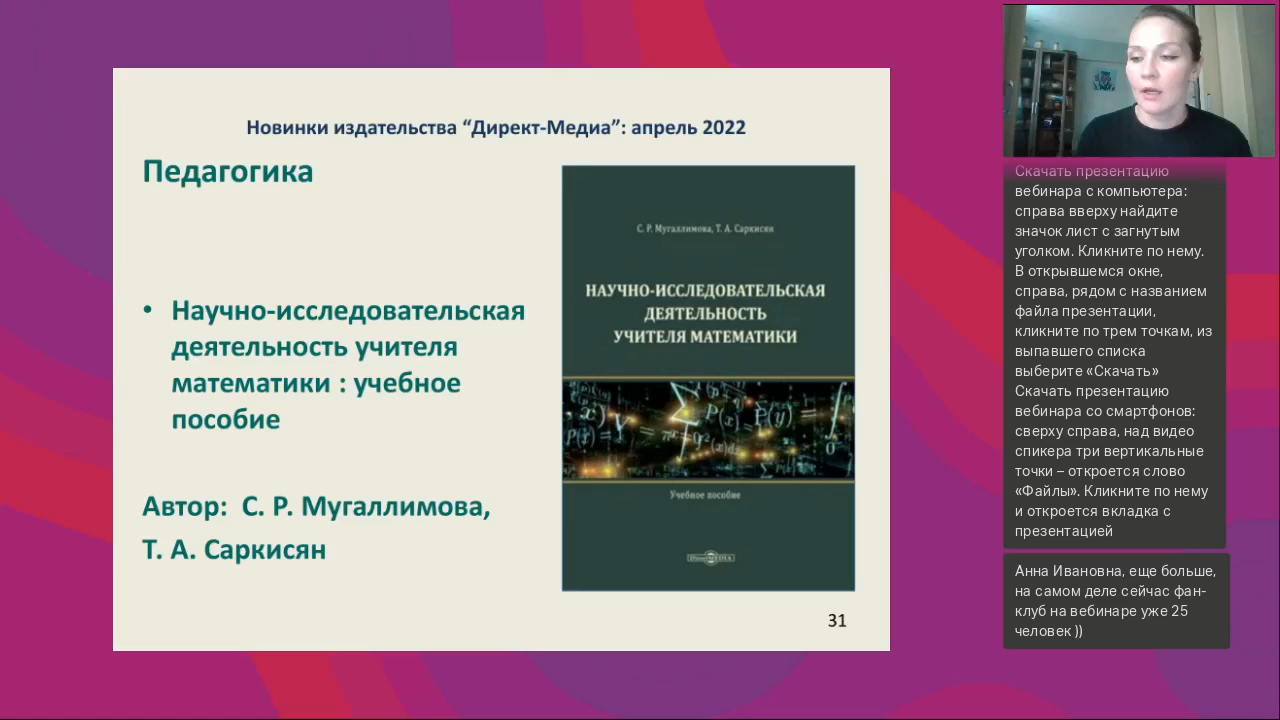 Новинки издательства “Директ-Медиа”: апрель 2022
Педагогика
• Научно-исследовательская
деятельность учителя
математики : учебное
пособие
Автор:  С. Р. Мугаллимова,
Т. А. Саркисян
С. Р. Мугаллимова, Т. А. Саркисян
НАУЧНО-ИССЛЕДОВАТЕЛЬСКАЯ
ДЕЯТЕЛЬНОСТЬ
УЧИТЕЛЯ МАТЕМАТИКИ
Учебное пособие
31
Скачать презентацию
вебинара с компьютера:
справа вверху найдите
значок лист с загнутым
уголком. Кликните по нему.
В открывшемся окне,
справа, рядом с названием
файла презентации,
кликните по трем точкам, из
выпавшего списка
выберите «Скачать»
Скачать презентацию
вебинара со смартфонов:
сверху справа, над видео
спикера три вертикальные
точки – откроется слово
«Файлы». Кликните по нему
и откроется вкладка с
презентацией
Анна Ивановна, еще больше,
на самом деле сейчас фан-
клуб на вебинаре уже 25
человек ))